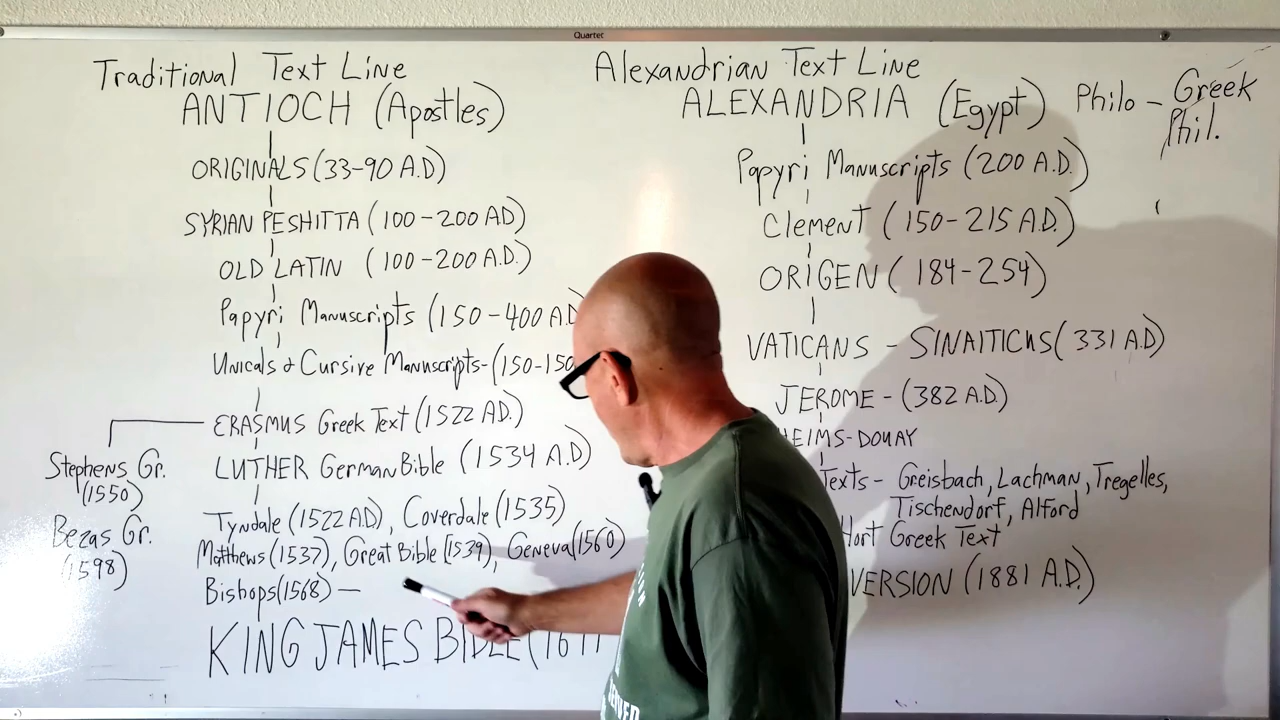 Quartet
Traditional Text Line
ANTIOCH (Apostles)
ORIGINALS (33-90 A.D)
SYRIAN PESHITTA (100-200 AD)
OLD LATIN (100-200 A.D.)
Papyri Manuscripts (150-400 A.D
Unicals & Cursive Manuscripts-(150-150
ERASMUS Greek Text (1522 AD.)
Stephens Gr.
(1550)
Bezas Gr.
(1598)
LUTHER German Bible (1534 A.D)
Tyndale (1522 A.D), Coverdale (1535)
Matthews (1537), Great Bible (1539), Geneva (1560)
Bishops (1568) —
KING JAMES BIBLE (1611
Alexandrian Text Line
ALEXANDRIA (Egypt)
Philo - Greek
Phil.
Papyri Manuscripts (200 A.D.)
Clement (150-215 A.D.)
ORIGEN (184-254)
VATICANS - SINAITICUS (331 A.D)
JEROME - (382 A.D)
HEIMS-DOUAY
Texts - Greisbach, Lachman, Tregelles,
Tischendorf, Alford
Hort Greek Text
VERSION (1881 A.D.)